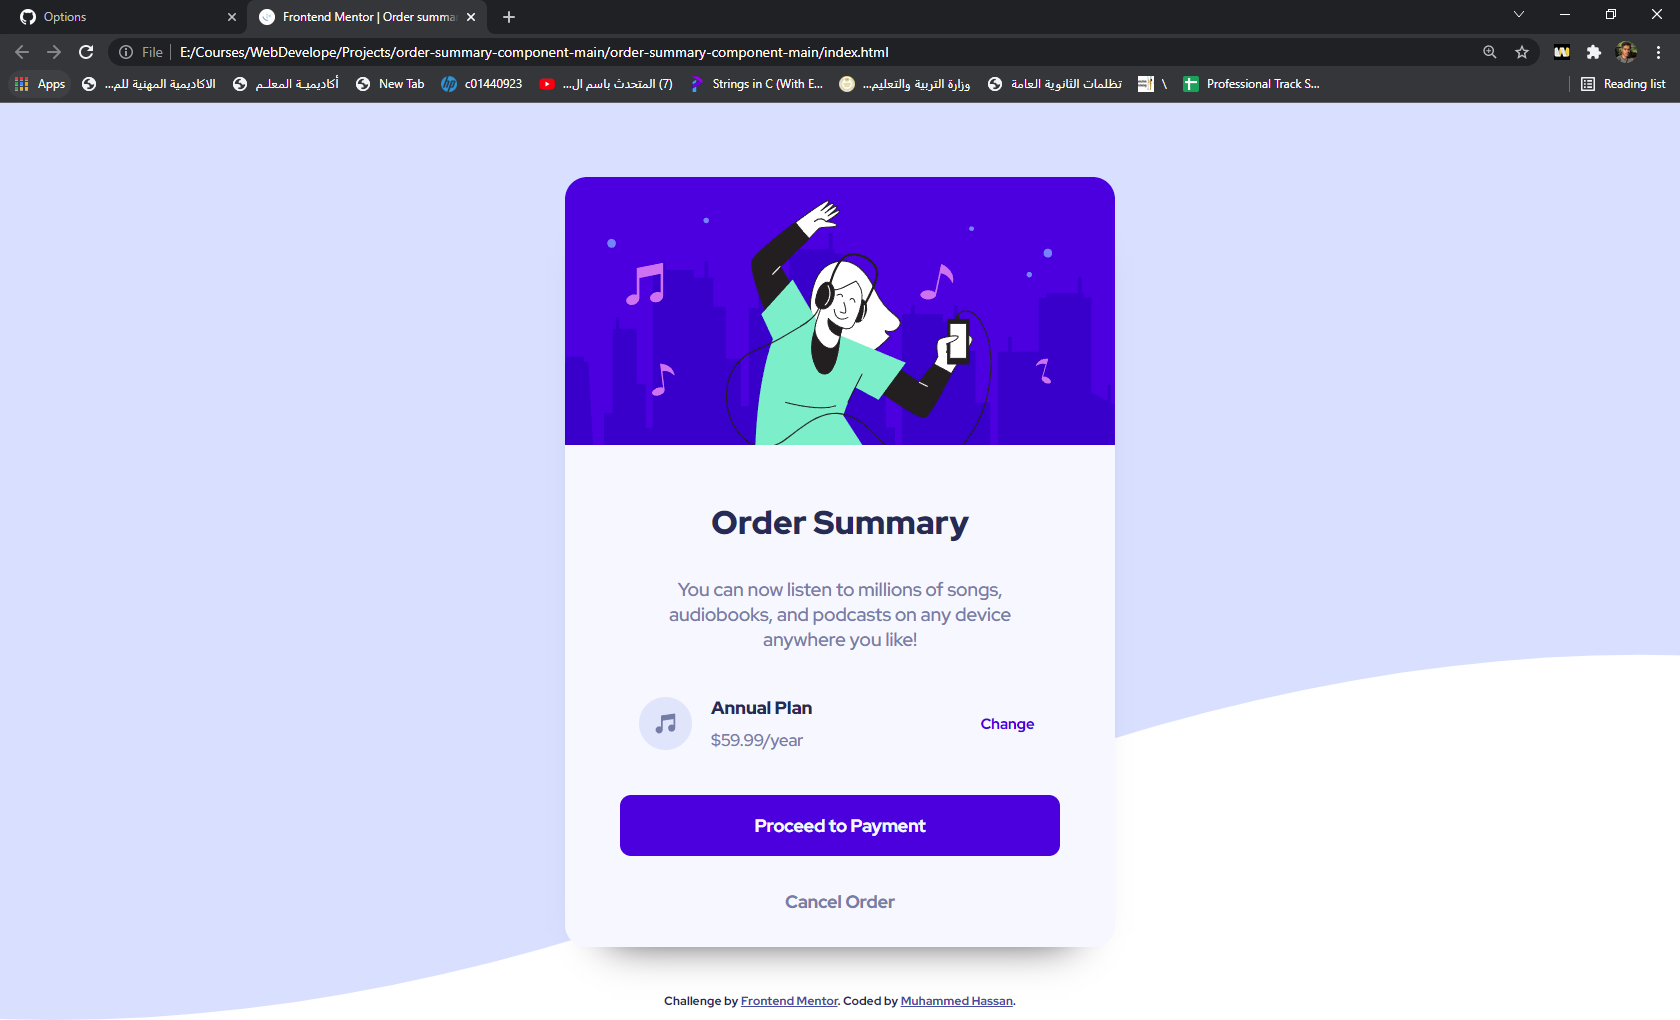 Options
Frontend Mentor | Order summa
File
E:/Courses/WebDevelope/Projects/order-summary-component-main/order-summary-component-main/index.html
Apps
الاكاديمية المهنية للم...
أكاديميـة المعلــم
New Tab
c01440923
(7) المتحدث باسم ال...
Strings in C (With E...
وزارة التربية والتعليم...
تظلمات الثانوية العامة
\
Professional Track S...
Reading list
Order Summary
You can now listen to millions of songs,
audiobooks, and podcasts on any device
anywhere you like!
Annual Plan
$59.99/year
Change
Proceed to Payment
Cancel Order
Challenge by Frontend Mentor. Coded by Muhammed Hassan.